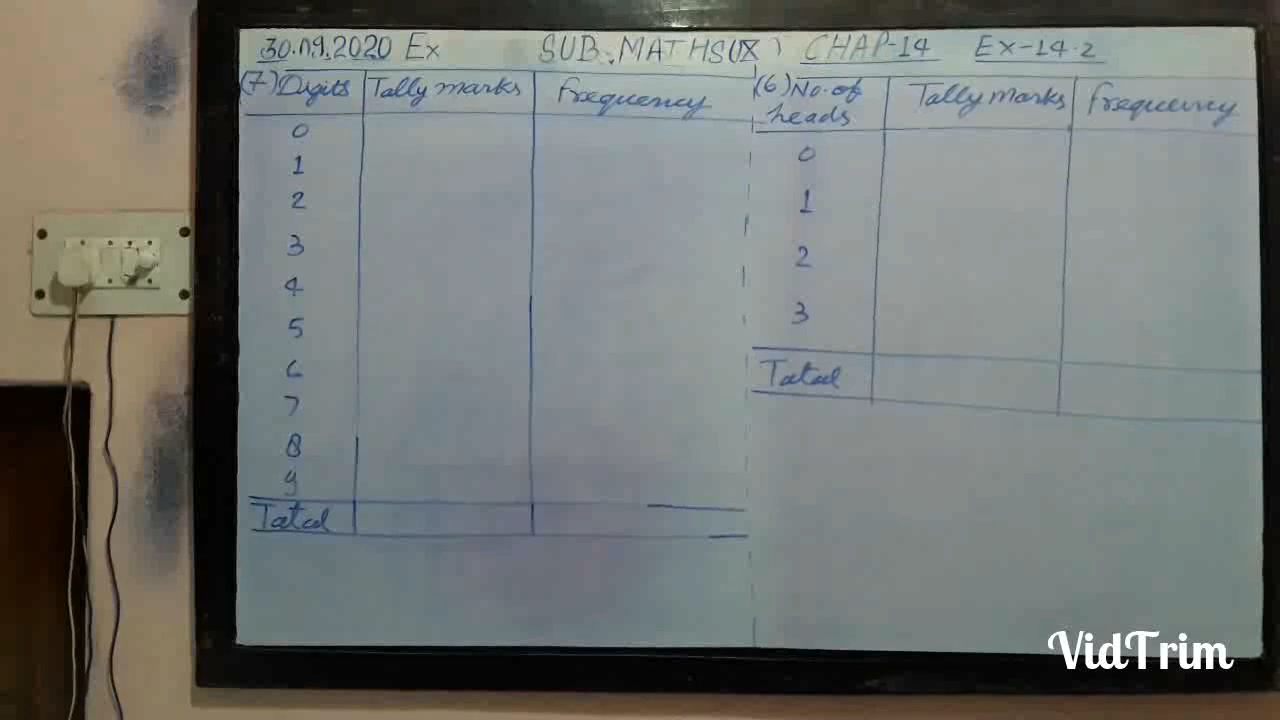 30.09.2020 Ex SUB. MATHS(IX) CHAP-14 Ex-14.2
(7) Digits Tally marks Frequency
0
1
2
3
4
5
6
7
8
9
Total
(6) No. of heads Tally marks Frequency
0
1
2
3
Total
VidTrim